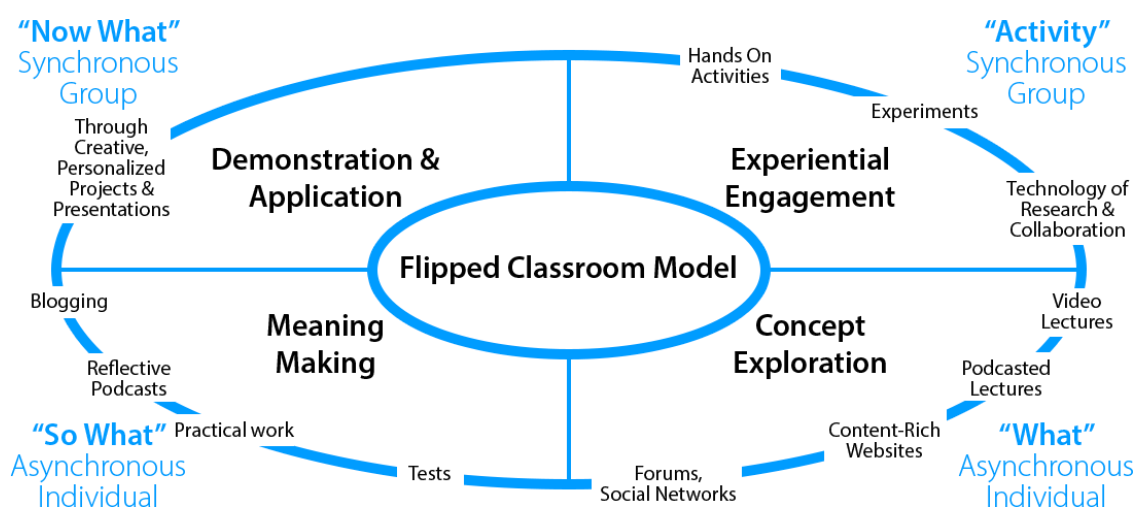 “Now What”
Synchronous
Group
Through
Creative,
Personalized
Projects &
Presentations
Demonstration &
Application
Hands On
Activities
Experiments
“Activity”
Synchronous
Group
Experiential
Engagement
Technology of
Research &
Collaboration
Flipped Classroom Model
Blogging
Reflective
Podcasts
Meaning
Making
“So What”
Asynchronous
Individual
Practical work
Tests
Concept
Exploration
Video
Lectures
Podcasted
Lectures
Content-Rich
Websites
Forums,
Social Networks
“What”
Asynchronous
Individual